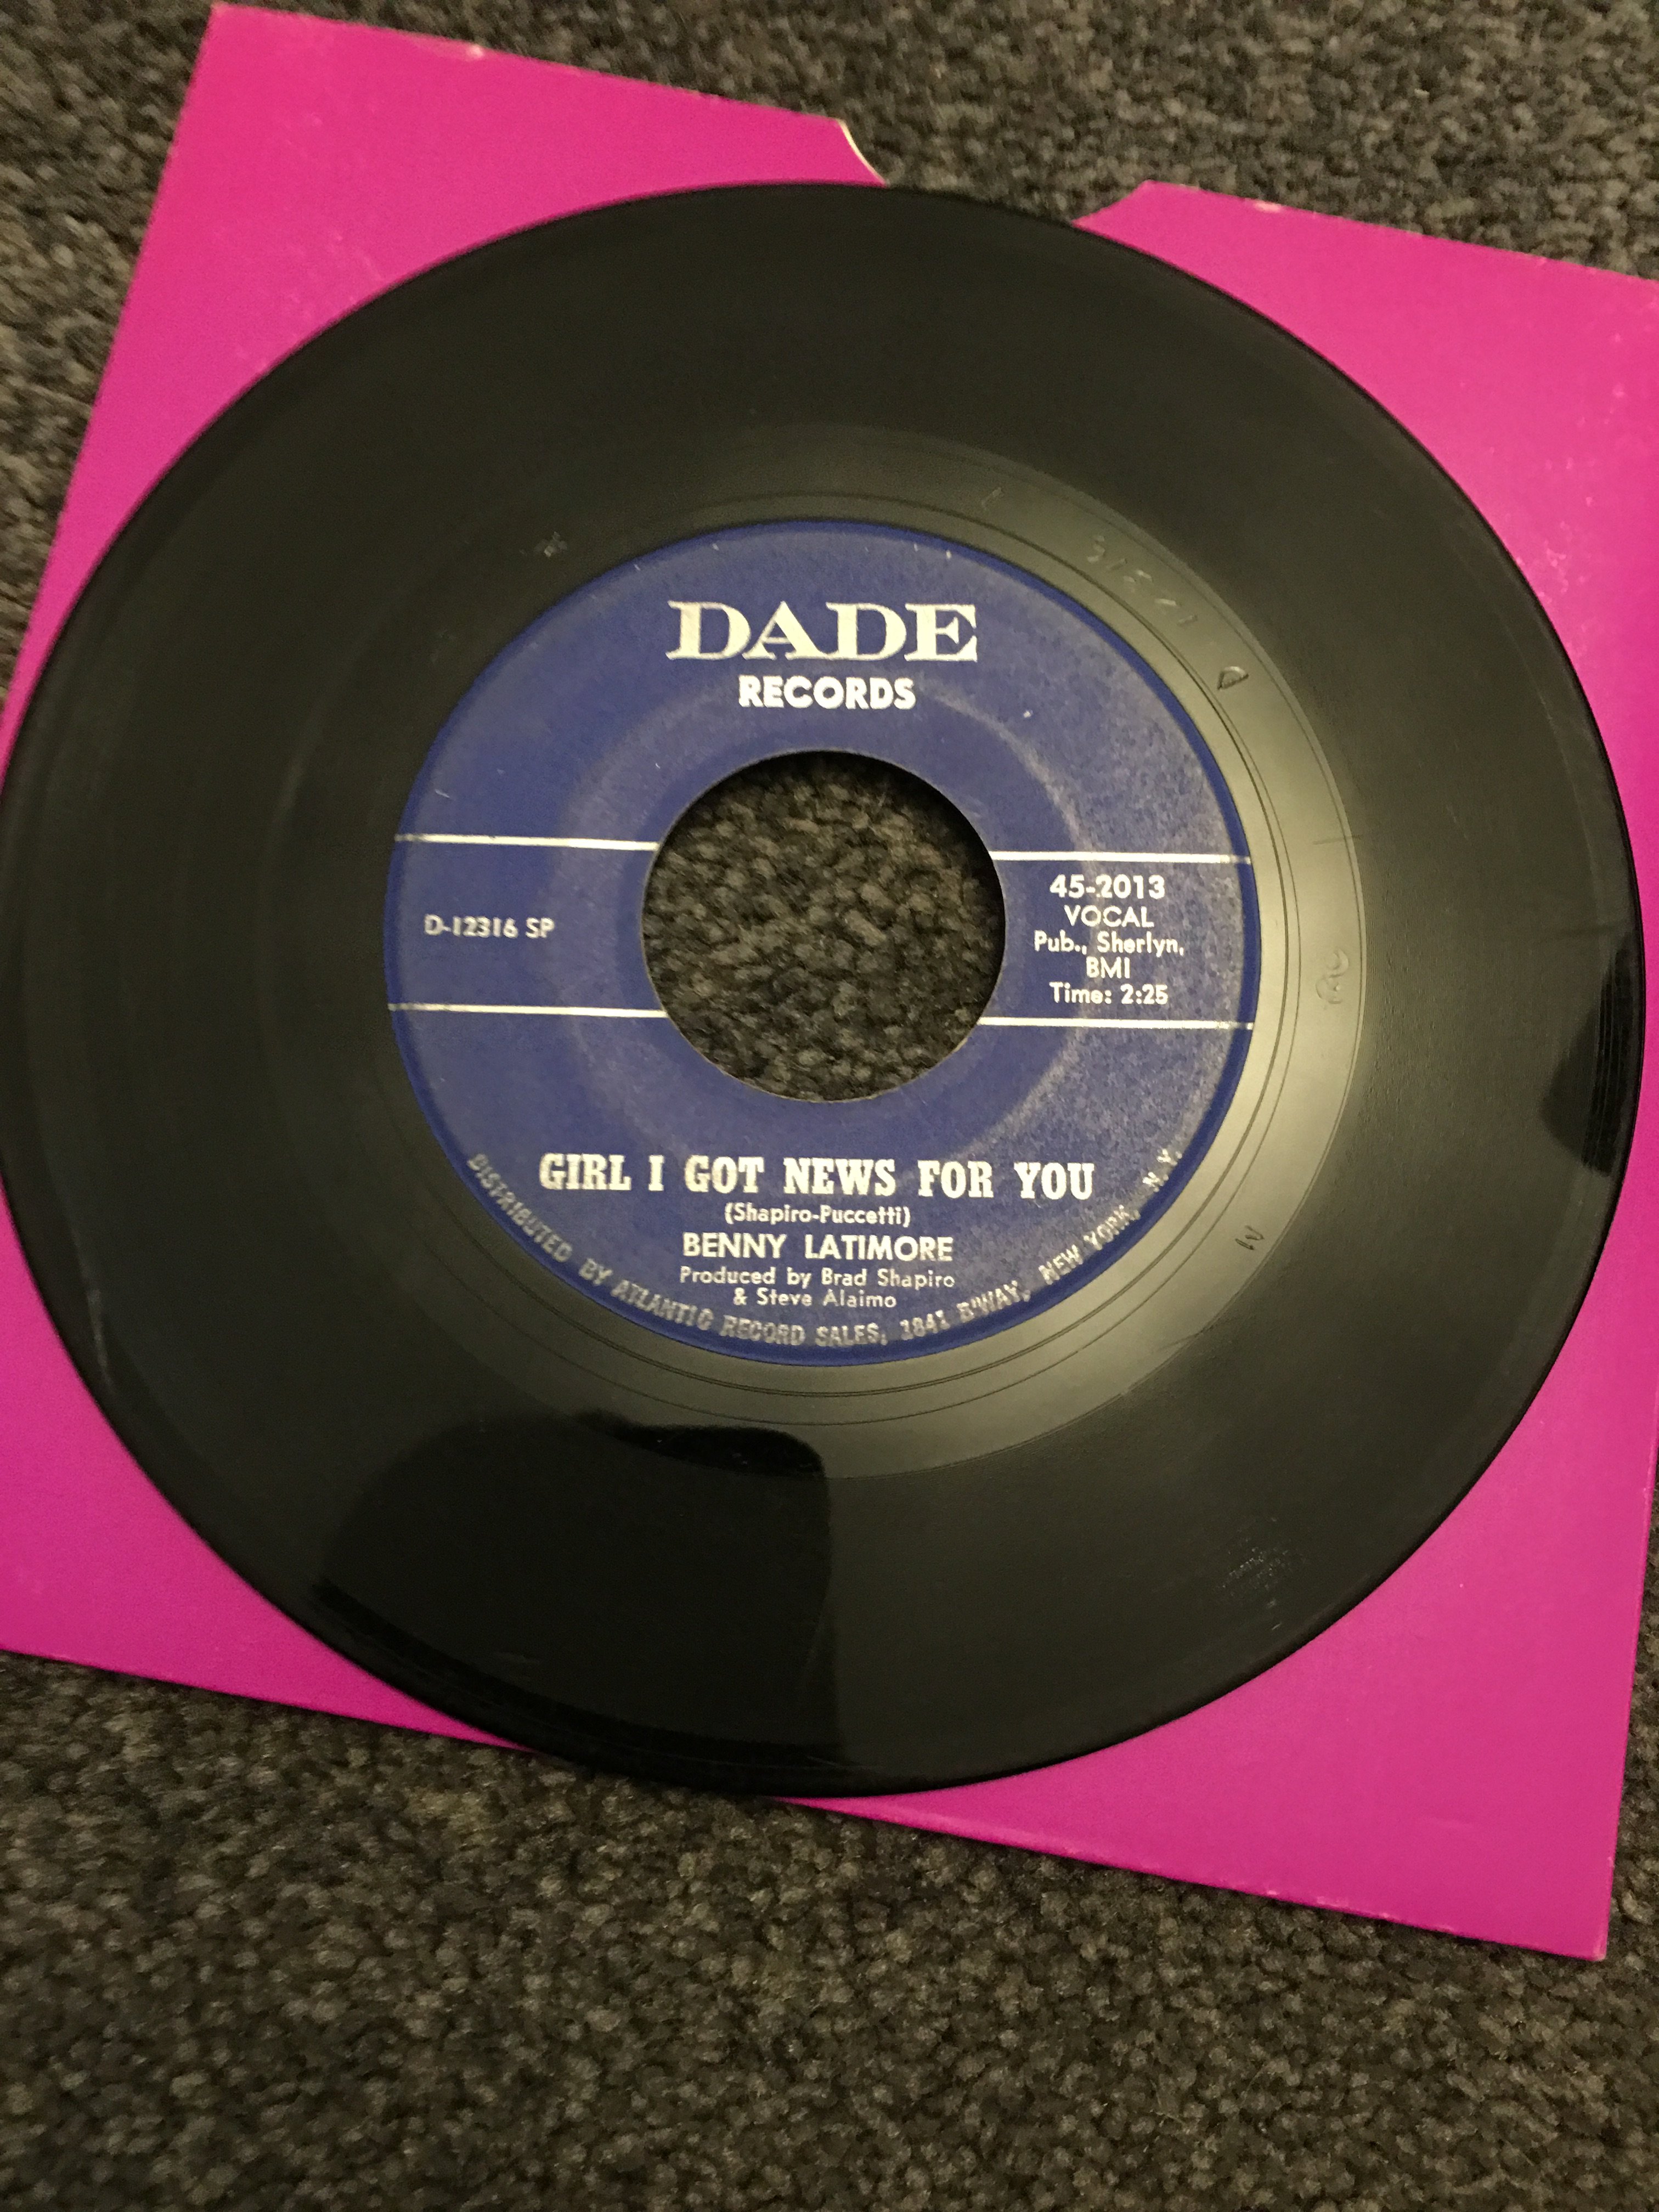 DADE
RECORDS
D-12316 SP
45-2013
VOCAL
Pub., Sherlyn,
BMI
Time: 2:25
GIRL I GOT NEWS FOR YOU
(Shapiro-Puccetti)
BENNY LATIMORE
Produced by Brad Shapiro
& Steve Alaimo
DISTRIBUTED BY ATLANTIC RECORD SALES, 1841 B'WAY, NEW YORK, N. Y.